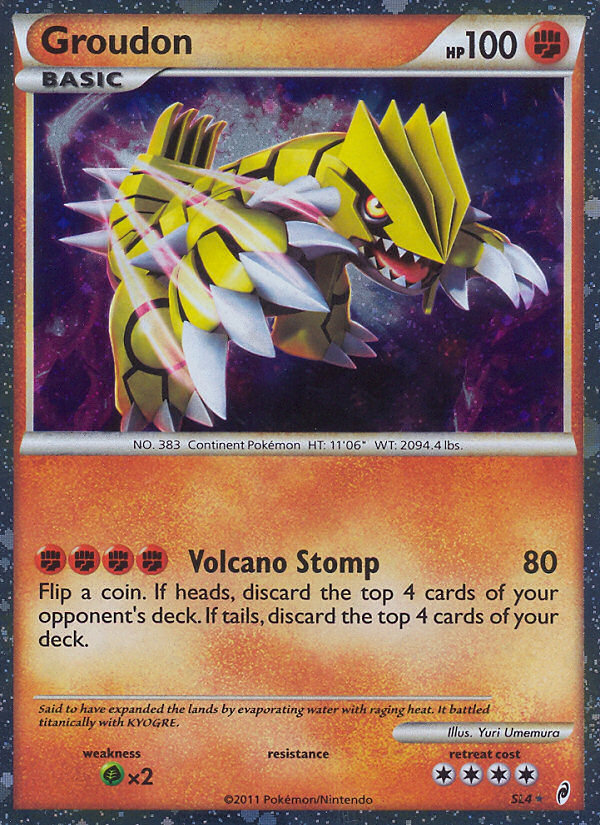 Groudon
HP100
BASIC
NO. 383 Continent Pokémon HT: 11'06" WT: 2094.4 lbs.
Volcano Stomp 80
Flip a coin. If heads, discard the top 4 cards of your
opponent's deck. If tails, discard the top 4 cards of your
deck.
Said to have expanded the lands by evaporating water with raging heat. It battled
titanically with KYOGRE.
Illus. Yuri Umemura
weakness resistance retreat cost
×2
©2011 Pokémon/Nintendo SL4 ★